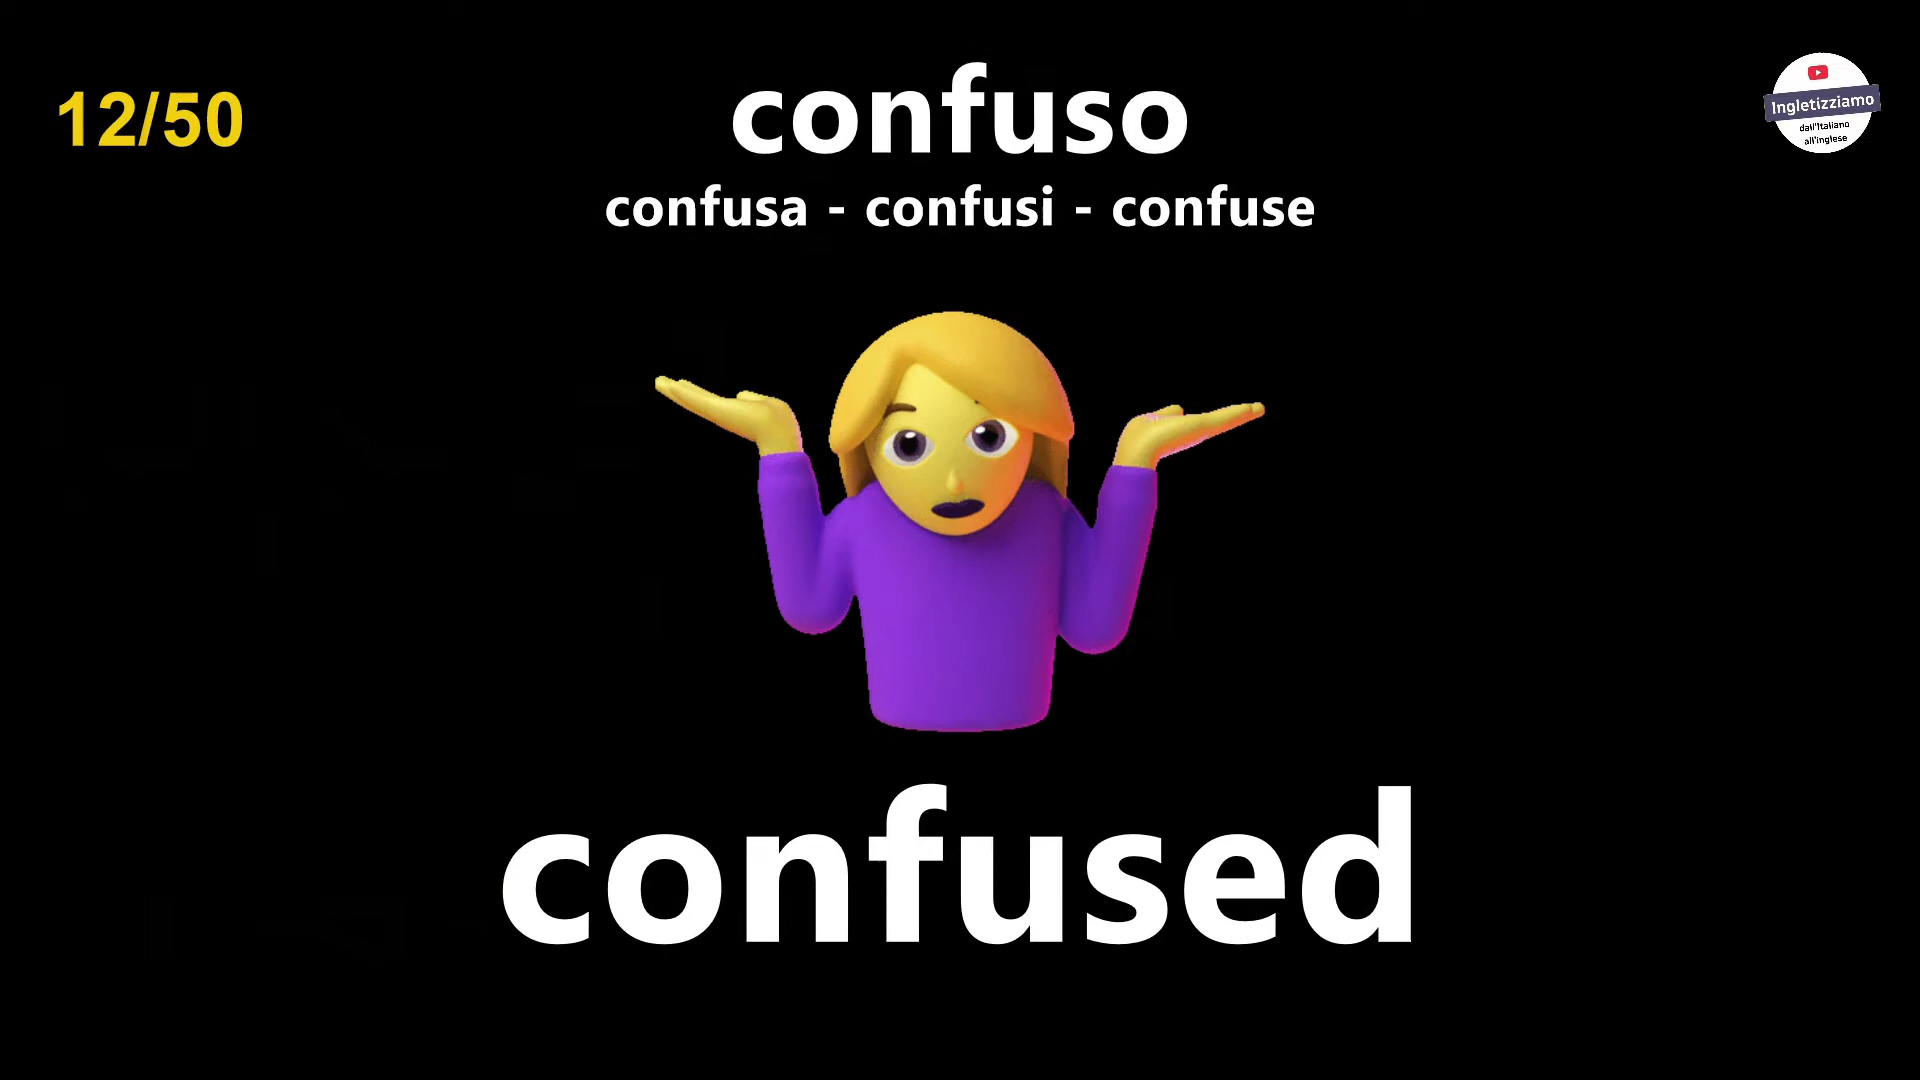 12/50
confuso
confusa - confusi - confuse
Ingletizziamo
dall'Italiano
all'inglese
confused